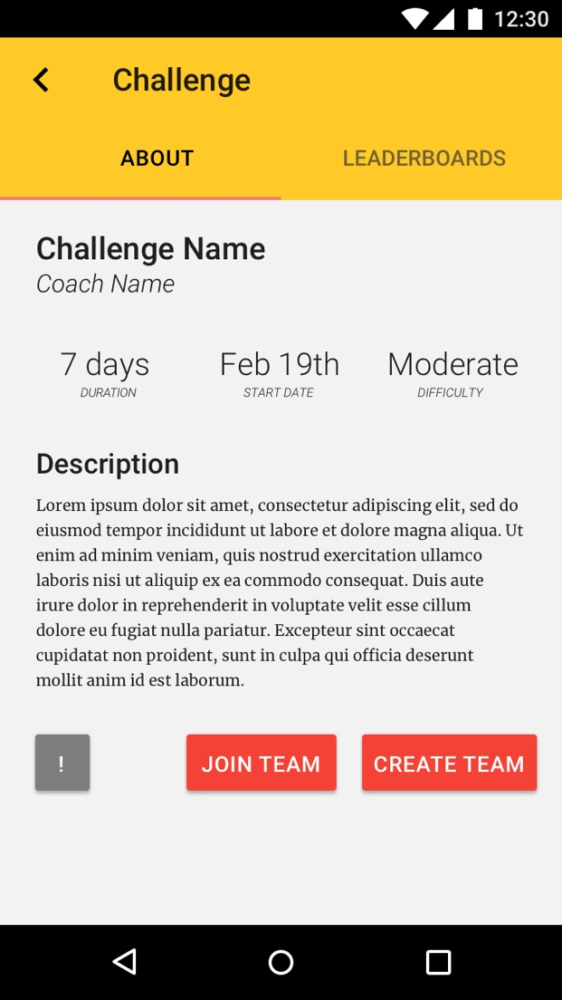 12:30
Challenge
ABOUT
LEADERBOARDS
Challenge Name
Coach Name
7 days
Feb 19th
Moderate
DURATION
START DATE
DIFFICULTY
Description
Lorem ipsum dolor sit amet, consectetur adipiscing elit, sed do
eiusmod tempor incididunt ut labore et dolore magna aliqua. Ut
enim ad minim veniam, quis nostrud exercitation ullamco
laboris nisi ut aliquip ex ea commodo consequat. Duis aute
irure dolor in reprehenderit in voluptate velit esse cillum
dolore eu fugiat nulla pariatur. Excepteur sint occaecat
cupidatat non proident, sunt in culpa qui officia deserunt
mollit anim id est laborum.
!
JOIN TEAM
CREATE TEAM